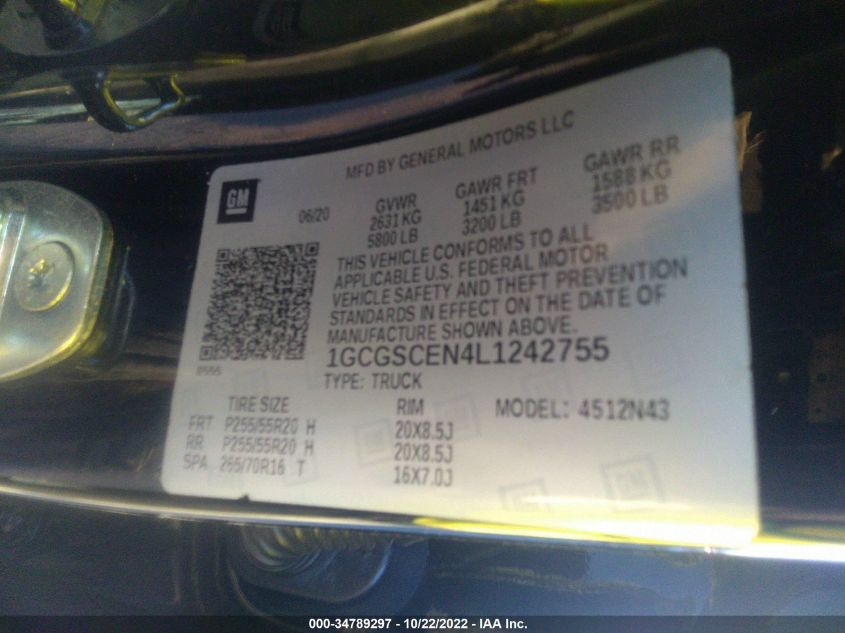 MFD BY GENERAL MOTORS LLC
GM
06/20
GVWR GAWR FRT GAWR RR
2631 KG 1451 KG 1588 KG
5800 LB 3200 LB 3500 LB
THIS VEHICLE CONFORMS TO ALL
APPLICABLE U.S. FEDERAL MOTOR
VEHICLE SAFETY AND THEFT PREVENTION
STANDARDS IN EFFECT ON THE DATE OF
MANUFACTURE SHOWN ABOVE.
1GCGSCEN4L1242755
TYPE: TRUCK
TIRE SIZE RIM MODEL: 4512N43
FRT P255/55R20 H 20X8.5J
RR P255/55R20 H 20X8.5J
SPA 265/70R16 T 16X7.0J
000-34789297 - 10/22/2022 - IAA Inc.